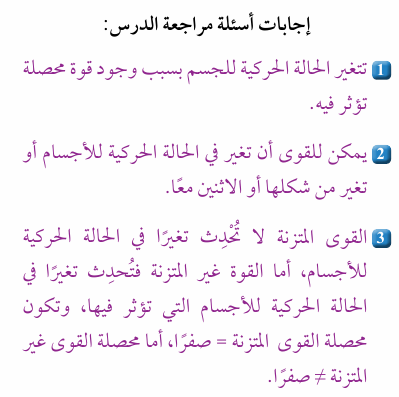 إجابات أسئلة مراجعة الدرس:
1 تتغير الحالة الحركية للجسم بسبب وجود قوة محصلة
تؤثر فيه.
2 يمكن للقوى أن تغير في الحالة الحركية للأجسام أو
تغير من شكلها أو الاثنين معًا.
3 القوى المتزنة لا تُحْدِث تغيرًا في الحالة الحركية
للأجسام، أما القوة غير المتزنة فتُحدِث تغيرًا في
الحالة الحركية للأجسام التي تؤثر فيها، وتكون
محصلة القوى المتزنة = صفرًا، أما محصلة القوى غير
المتزنة ≠ صفرًا.